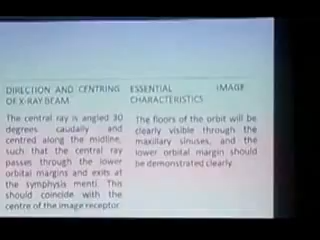 DIRECTION AND CENTRING
OF X-RAY BEAM
The central ray is angled 30
degrees caudally and
centred along the midline,
such that the central ray
passes through the lower
orbital margins and exits at
the symphysis menti. This
should coincide with the
centre of the image receptor
ESSENTIAL IMAGE
CHARACTERISTICS
The floors of the orbit will be
clearly visible through the
maxillary sinuses, and the
lower orbital margin should
be demonstrated clearly.